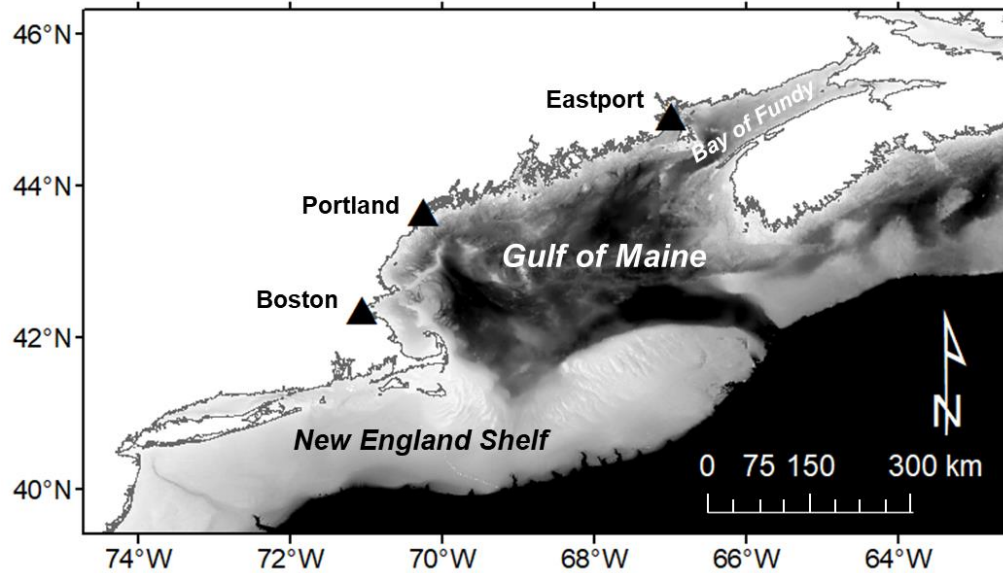 46°N
44°N
42°N
40°N
Eastport
Bay of Fundy
Portland
Gulf of Maine
Boston
New England Shelf
N
0 75 150 300 km
74°W 72°W 70°W 68°W 66°W 64°W